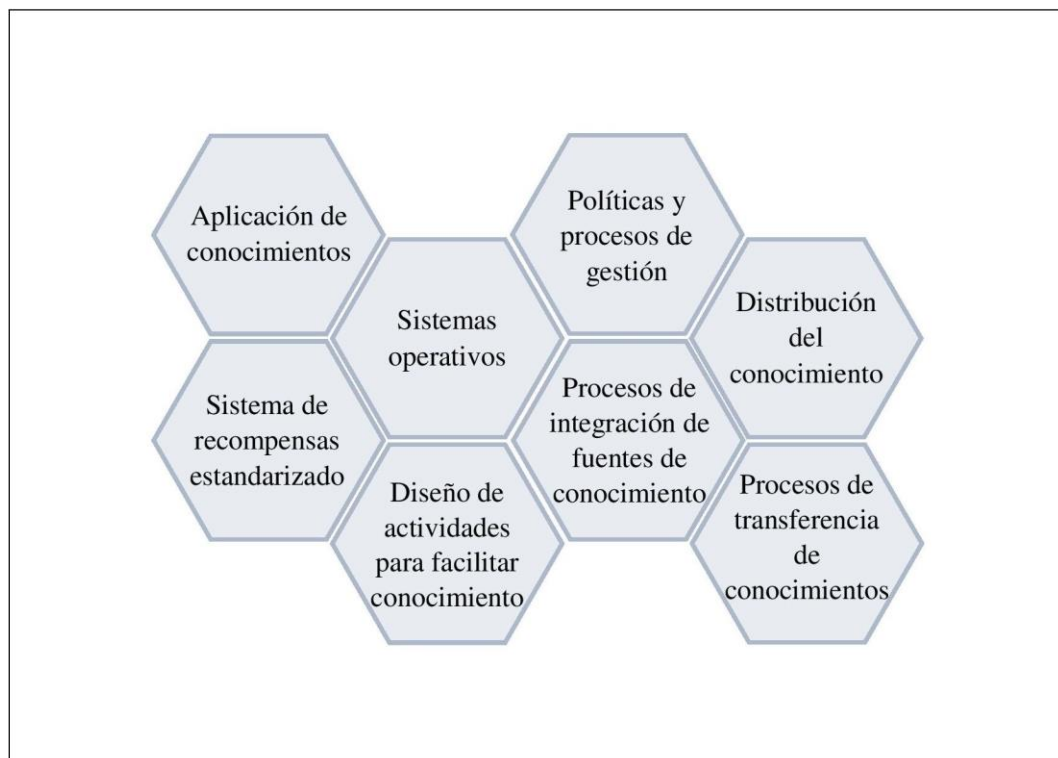 Aplicación de
conocimientos
Políticas y
procesos de
gestión
Sistemas
operativos
Distribución
del
conocimiento
Sistema de
recompensas
estandarizado
Procesos de
integración de
fuentes de
conocimiento
Diseño de
actividades
para facilitar
conocimiento
Procesos de
transferencia
de
conocimientos